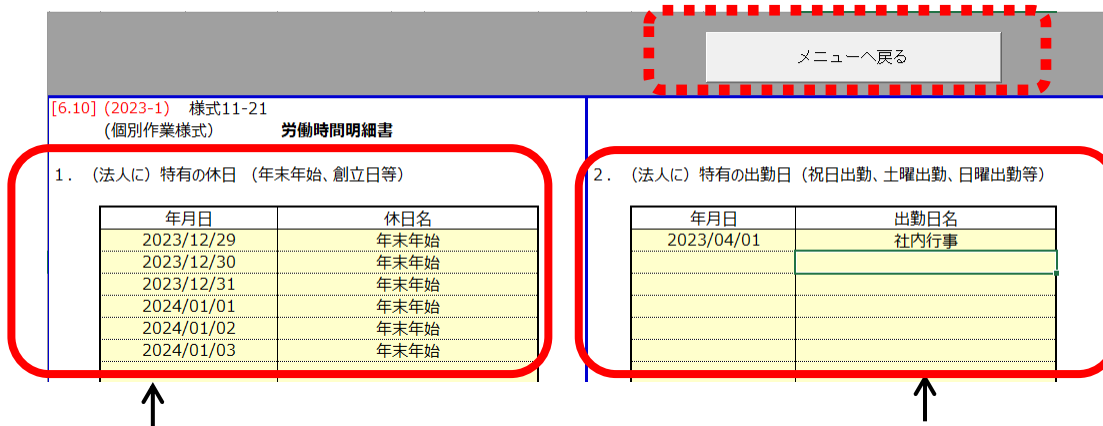 メニューへ戻る
[6.10] (2023-1) 様式11-21
(個別作業様式) 労働時間明細書
1. (法人に)特有の休日 (年末年始、創立日等)
年月日 休日名
2023/12/29 年末年始
2023/12/30 年末年始
2023/12/31 年末年始
2024/01/01 年末年始
2024/01/02 年末年始
2024/01/03 年末年始
2. (法人に)特有の出勤日(祝日出勤、土曜出勤、日曜出勤等)
年月日 出勤日名
2023/04/01 社内行事